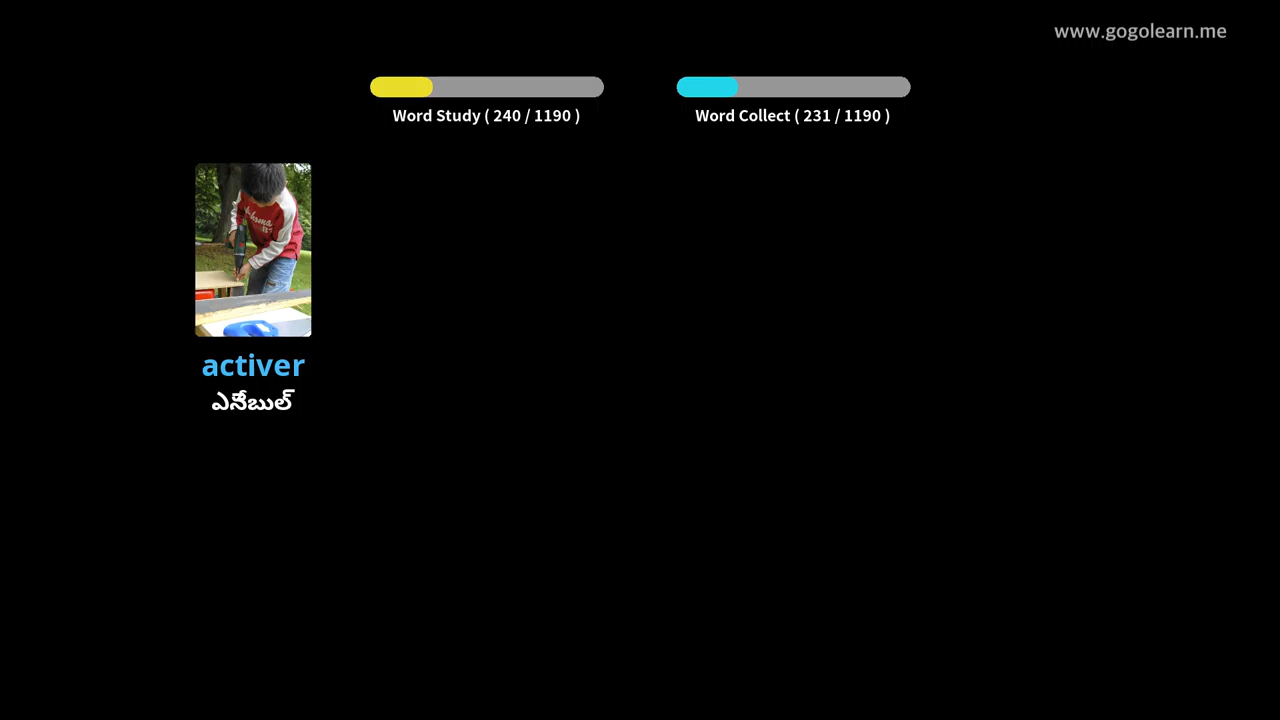 www.gogolearn.me
Word Study ( 240 / 1190 )
Word Collect ( 231 / 1190 )
activer
ఎనేబుల్